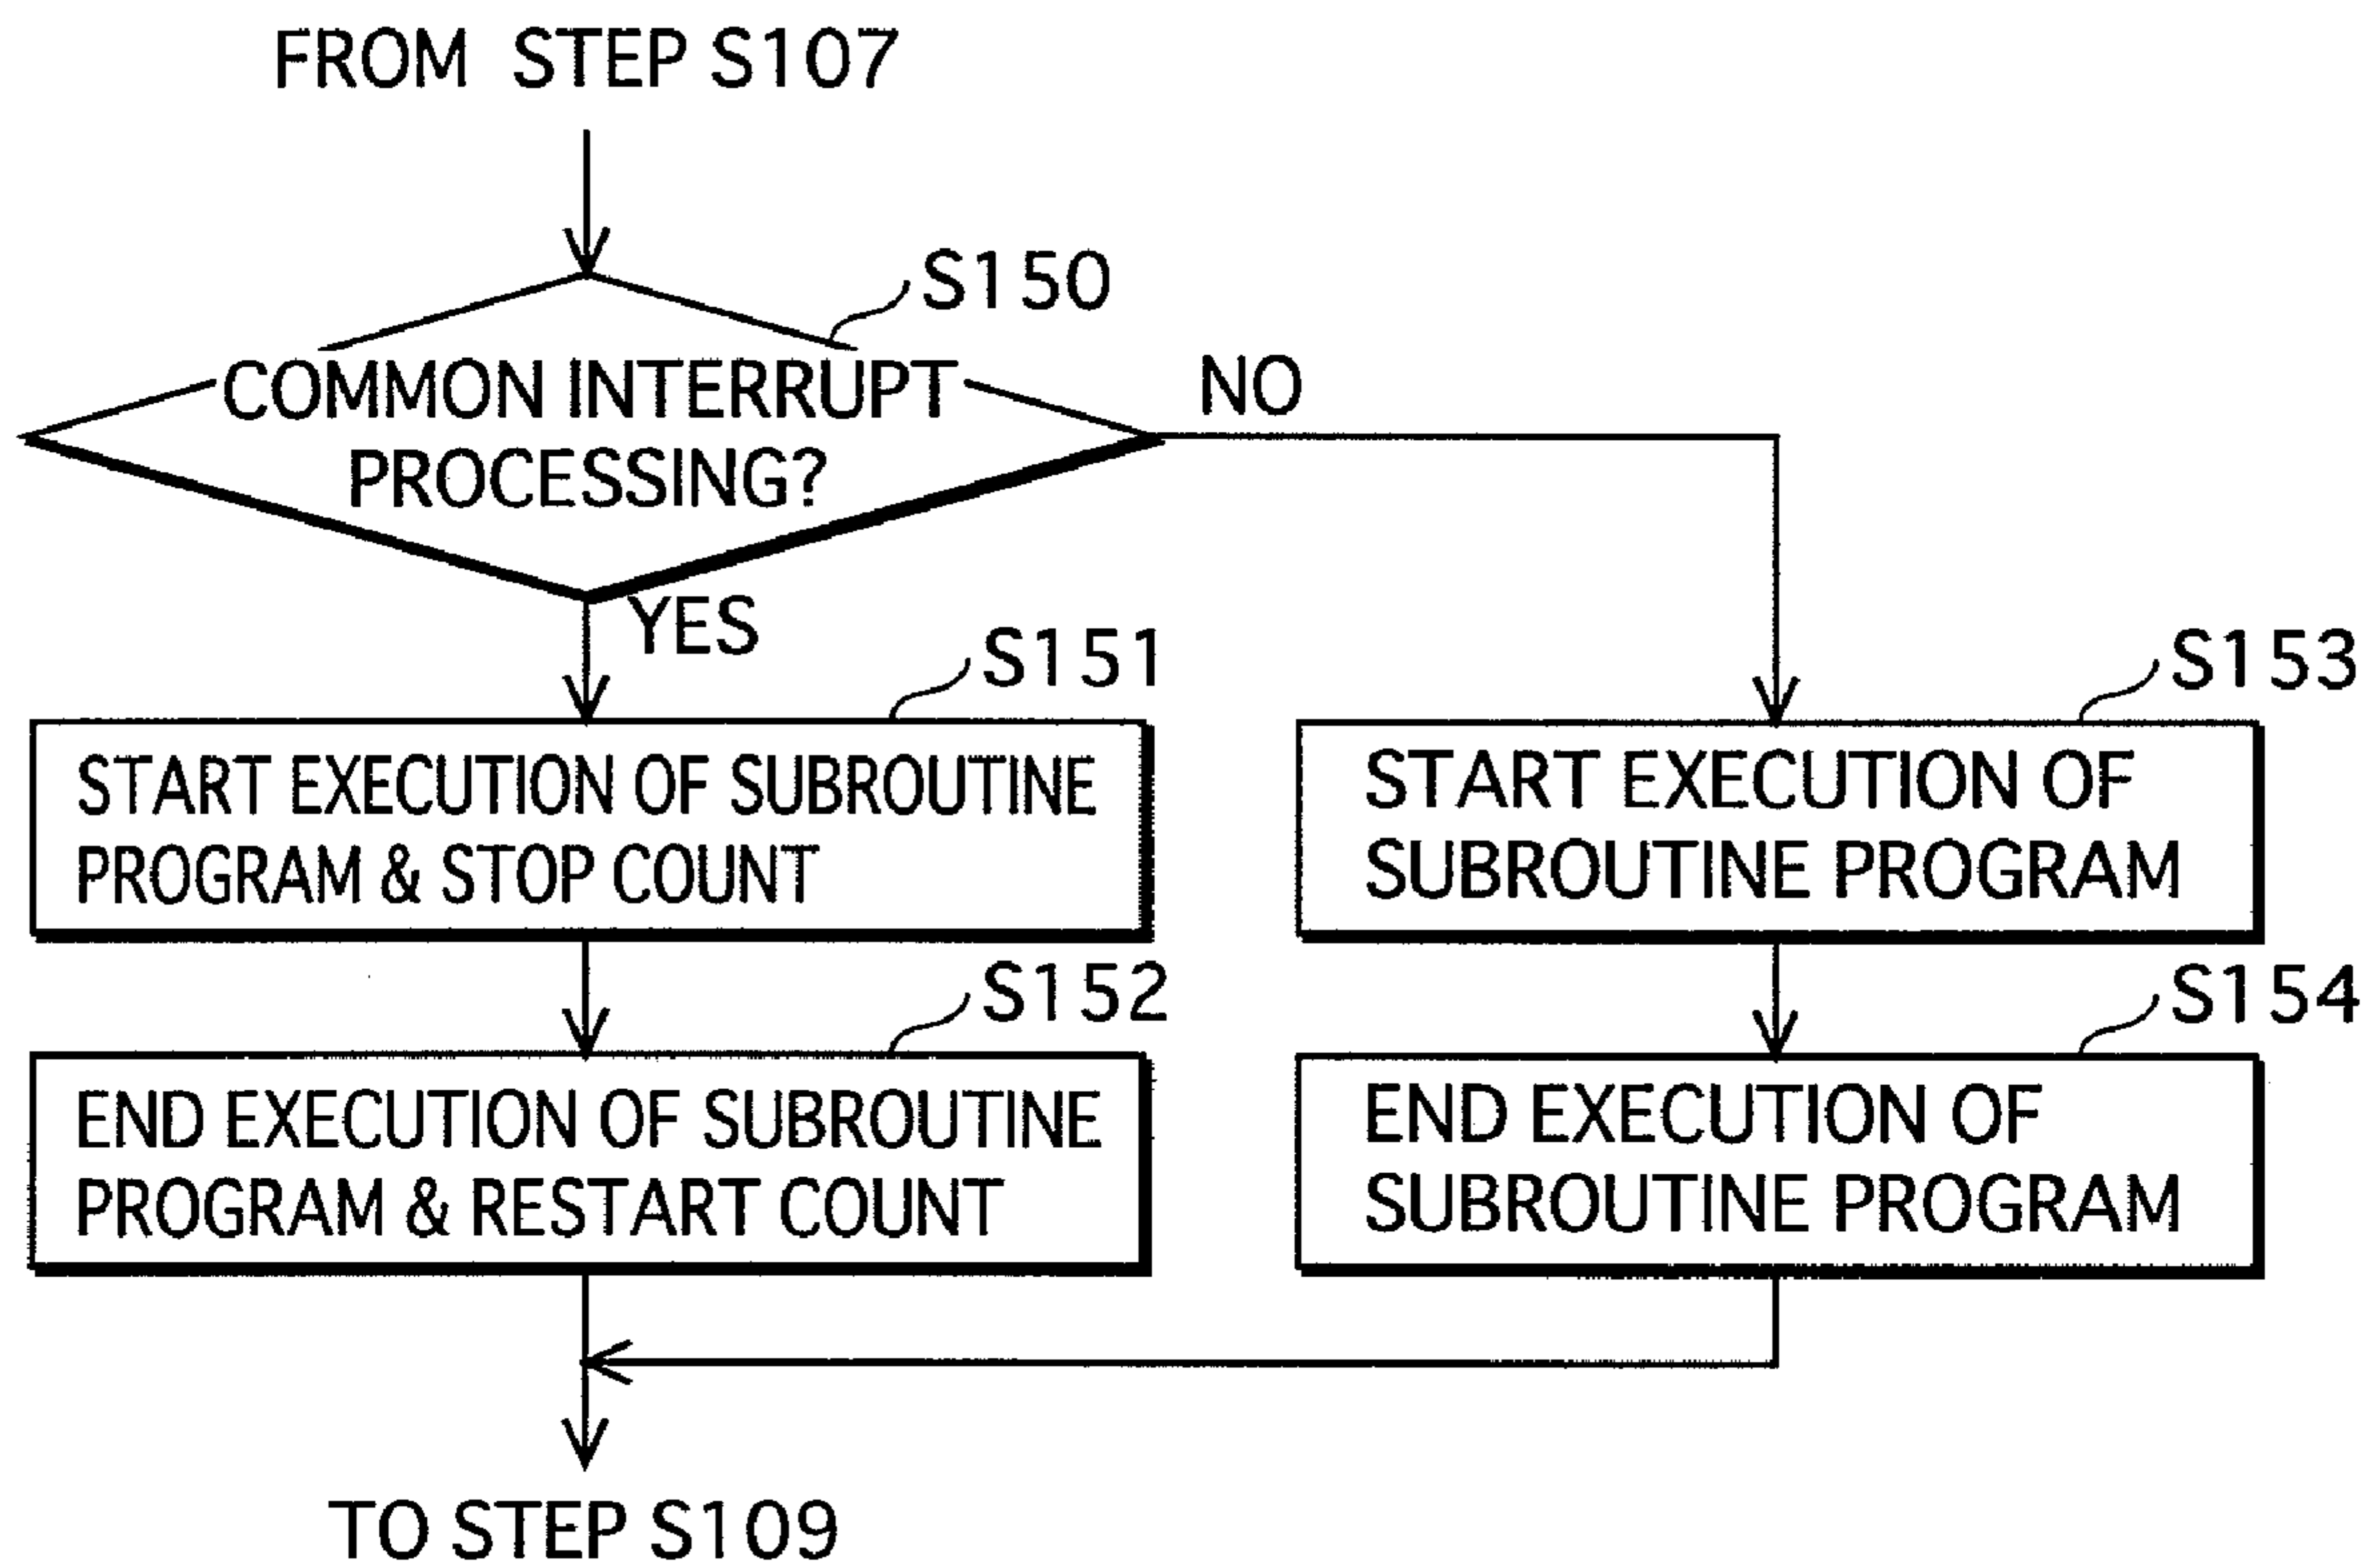 FROM STEP S107
S150
COMMON INTERRUPT
PROCESSING?
NO
YES
S151
START EXECUTION OF SUBROUTINE
PROGRAM & STOP COUNT
S153
START EXECUTION OF
SUBROUTINE PROGRAM
S152
END EXECUTION OF SUBROUTINE
PROGRAM & RESTART COUNT
S154
END EXECUTION OF
SUBROUTINE PROGRAM
TO STEP S109